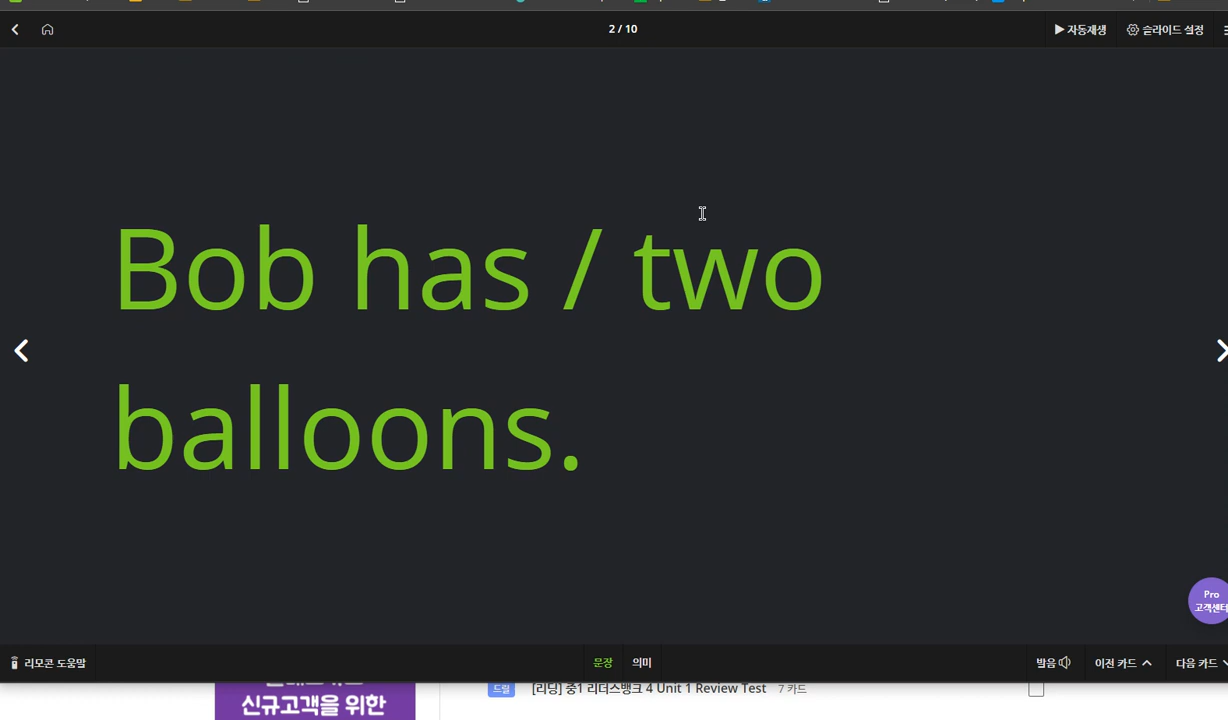 2 / 10
▶ 자동재생
슬라이드 설정
Bob has / two
balloons.
Pro
고객센터
리모콘 도움말
문장
의미
발음
이전 카드
다음 카드
신규고객을 위한
드릴
[리딩] 중1 리더스뱅크 4 Unit 1 Review Test
7 카드